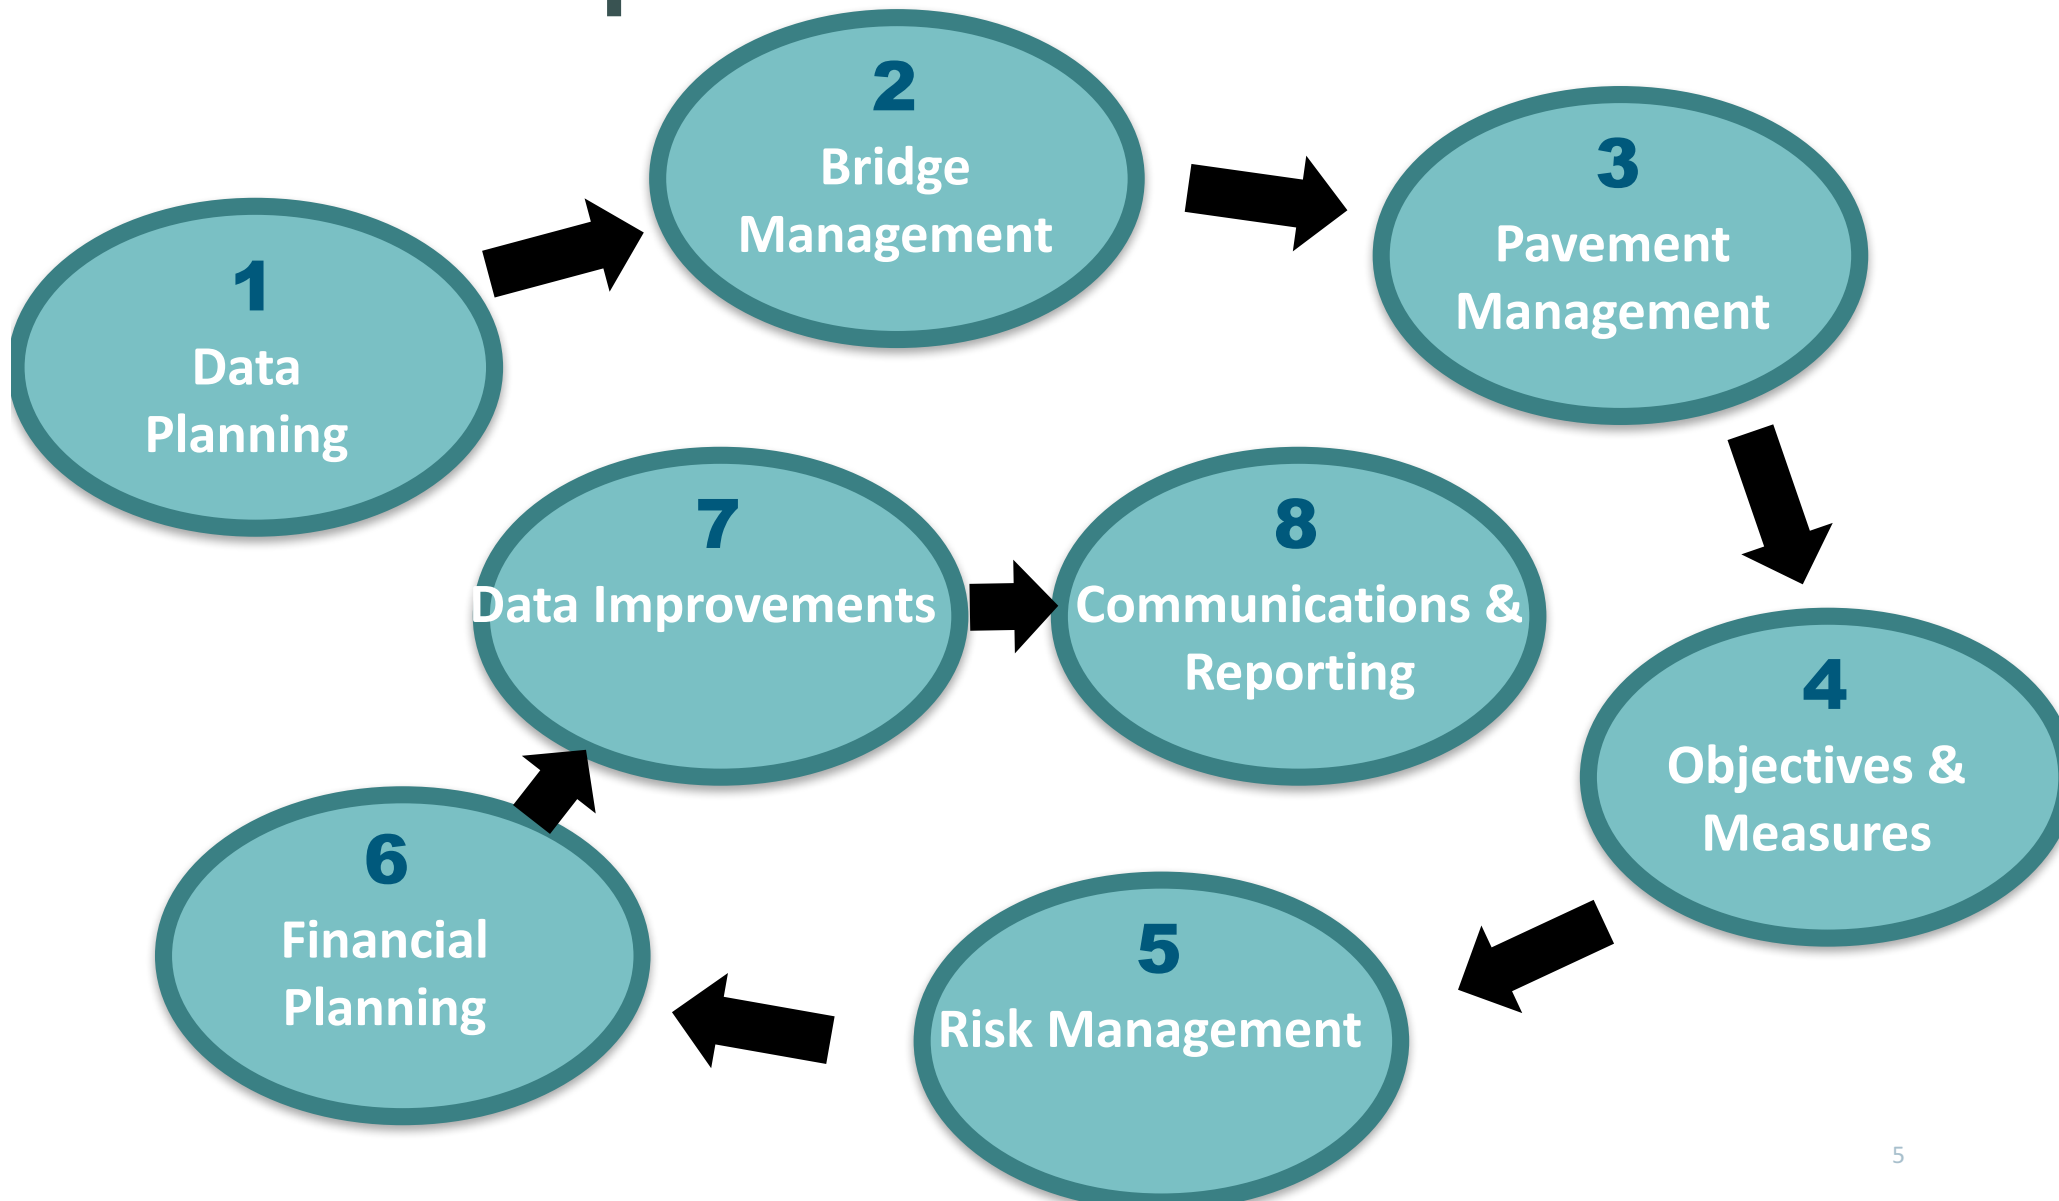 1
Data
Planning
2
Bridge
Management
3
Pavement
Management
4
Objectives &
Measures
5
Risk Management
6
Financial
Planning
7
Data Improvements
8
Communications &
Reporting
5